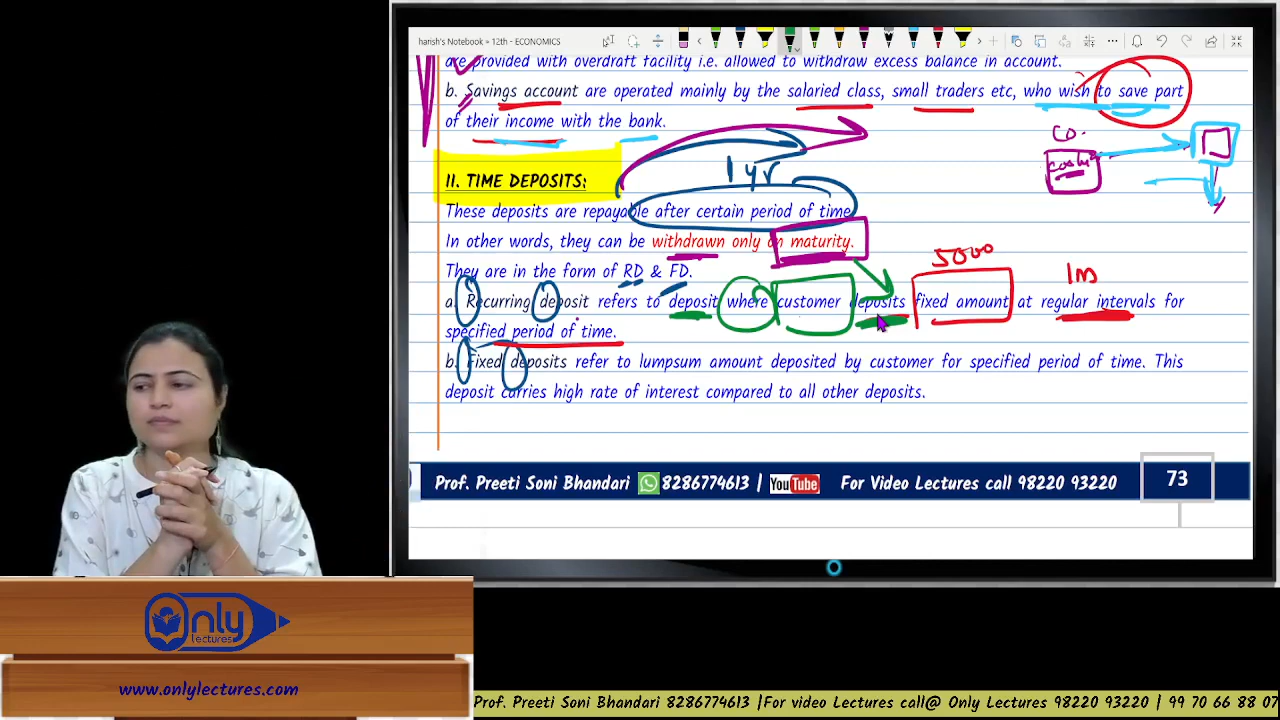 harish's Notebook » 12th - ECONOMICS
are provided with overdraft facility i.e. allowed to withdraw excess balance in account.
b. Savings account are operated mainly by the salaried class, small traders etc, who wish to save part
of their income with the bank.
Co.
1 yr
II. TIME DEPOSITS:
These deposits are repayable after certain period of time
In other words, they can be withdrawn only on maturity.
5000
They are in the form of RD & FD.
1m
a. Recurring deposit refers to deposit where customer deposits fixed amount at regular intervals for
specified period of time.
b. Fixed deposits refer to lumpsum amount deposited by customer for specified period of time. This
deposit carries high rate of interest compared to all other deposits.
Prof. Preeti Soni Bhandari 8286774613 | YouTube For Video Lectures call 98220 93220 73
Only
lectures
www.onlylectures.com
Prof. Preeti Soni Bhandari 8286774613 |For video Lectures call@ Only Lectures 98220 93220 | 99 70 66 88 07